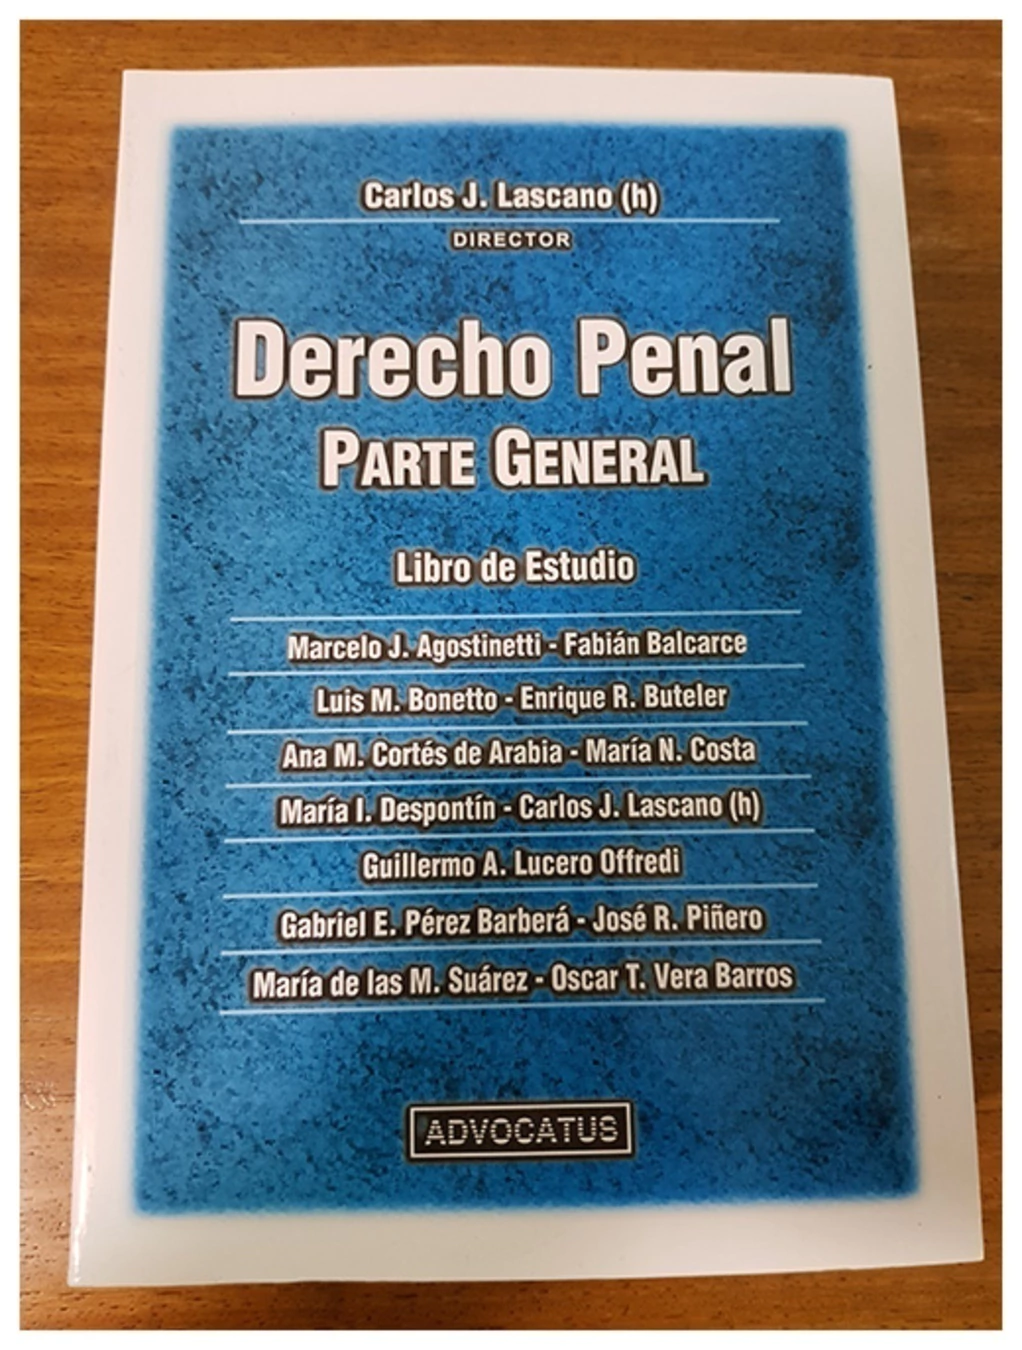 Carlos J. Lascano (h)
DIRECTOR
Derecho Penal
PARTE GENERAL
Libro de Estudio
Marcelo J. Agostinetti - Fabián Balcarce
Luis M. Bonetto - Enrique R. Buteler
Ana M. Cortés de Arabia - María N. Costa
María I. Despontín - Carlos J. Lascano (h)
Guillermo A. Lucero Offredi
Gabriel E. Pérez Barberá - José R. Piñero
María de las M. Suárez - Oscar T. Vera Barros
ADVOCATUS